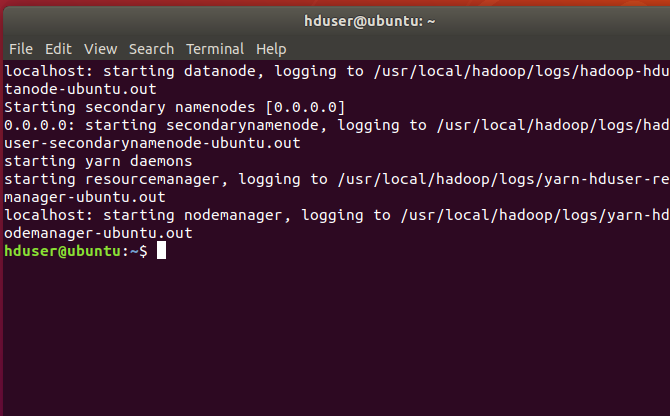 hduser@ubuntu: ~
File Edit View Search Terminal Help
localhost: starting datanode, logging to /usr/local/hadoop/logs/hadoop-hdu
tanode-ubuntu.out
Starting secondary namenodes [0.0.0.0]
0.0.0.0: starting secondarynamenode, logging to /usr/local/hadoop/logs/had
user-secondarynamenode-ubuntu.out
starting yarn daemons
starting resourcemanager, logging to /usr/local/hadoop/logs/yarn-hduser-re
manager-ubuntu.out
localhost: starting nodemanager, logging to /usr/local/hadoop/logs/yarn-hd
odemanager-ubuntu.out
hduser@ubuntu:~$